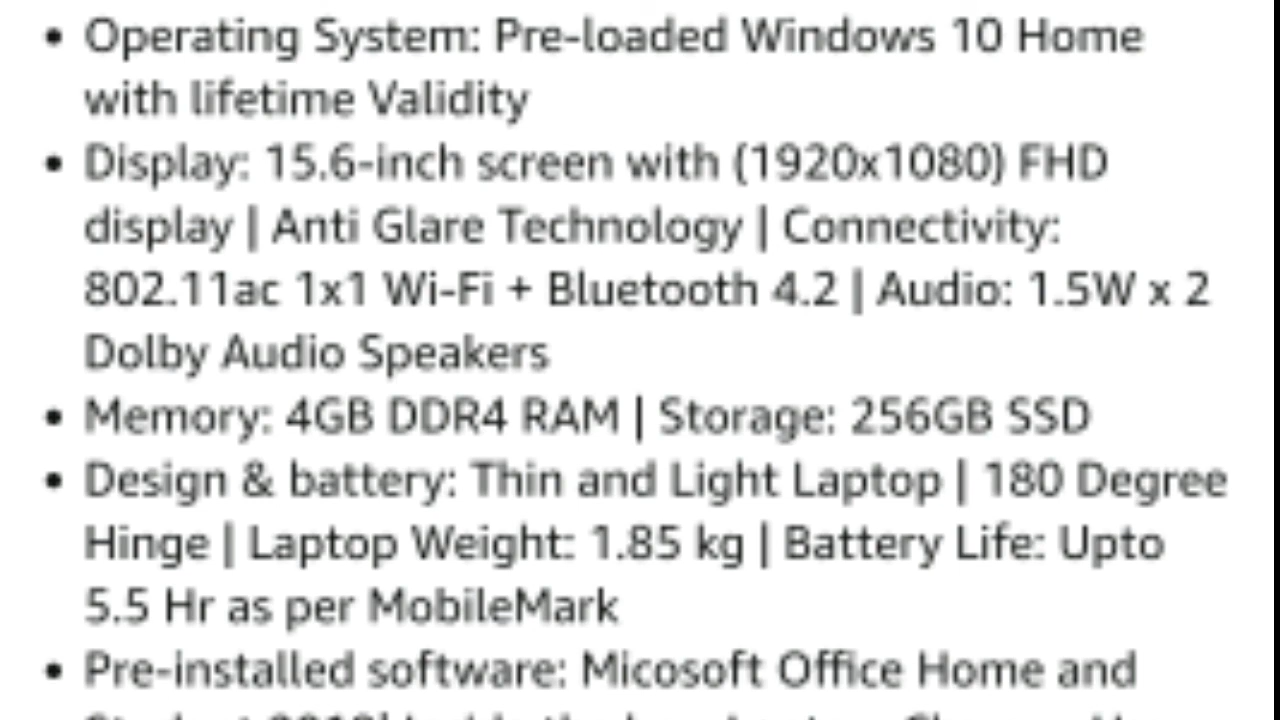 • Operating System: Pre-loaded Windows 10 Home
with lifetime Validity
• Display: 15.6-inch screen with (1920x1080) FHD
display | Anti Glare Technology | Connectivity:
802.11ac 1x1 Wi-Fi + Bluetooth 4.2 | Audio: 1.5W x 2
Dolby Audio Speakers
• Memory: 4GB DDR4 RAM | Storage: 256GB SSD
• Design & battery: Thin and Light Laptop | 180 Degree
Hinge | Laptop Weight: 1.85 kg | Battery Life: Upto
5.5 Hr as per MobileMark
• Pre-installed software: Micosoft Office Home and